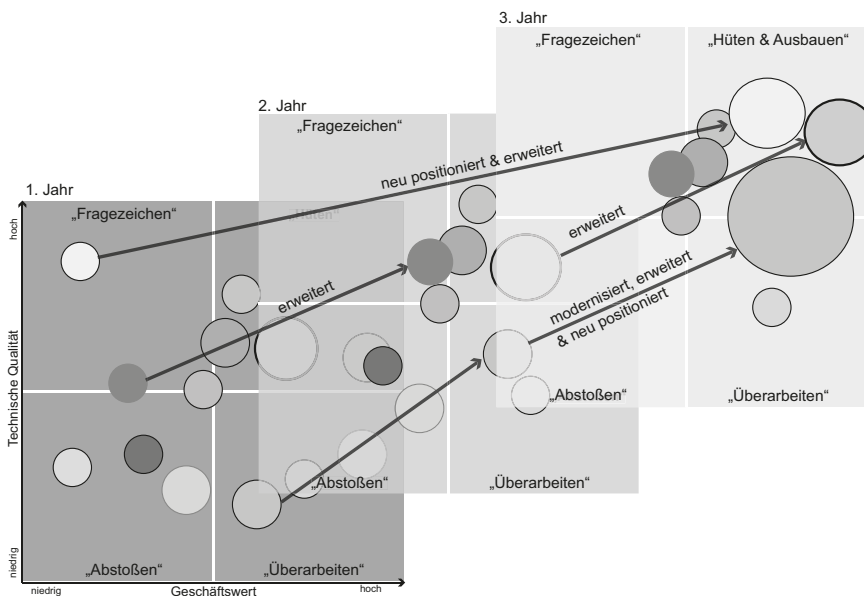 3. Jahr
„Fragezeichen“
„Hüten & Ausbauen“
2. Jahr
„Fragezeichen“
neu positioniert & erweitert
1. Jahr
„Fragezeichen“
„Hüten“
hoch
erweitert
erweitert
modernisiert, erweitert
& neu positioniert
Technische Qualität
„Abstoßen“
„Überarbeiten“
„Abstoßen“
„Überarbeiten“
niedrig
„Abstoßen“
„Überarbeiten“
niedrig
Geschäftswert
hoch